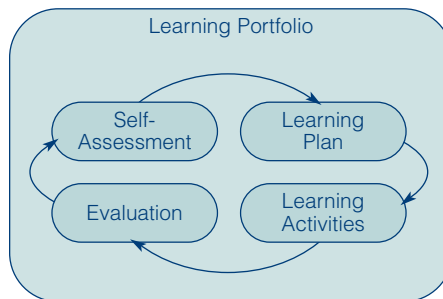 Learning Portfolio
Self-
Assessment
Learning
Plan
Evaluation
Learning
Activities